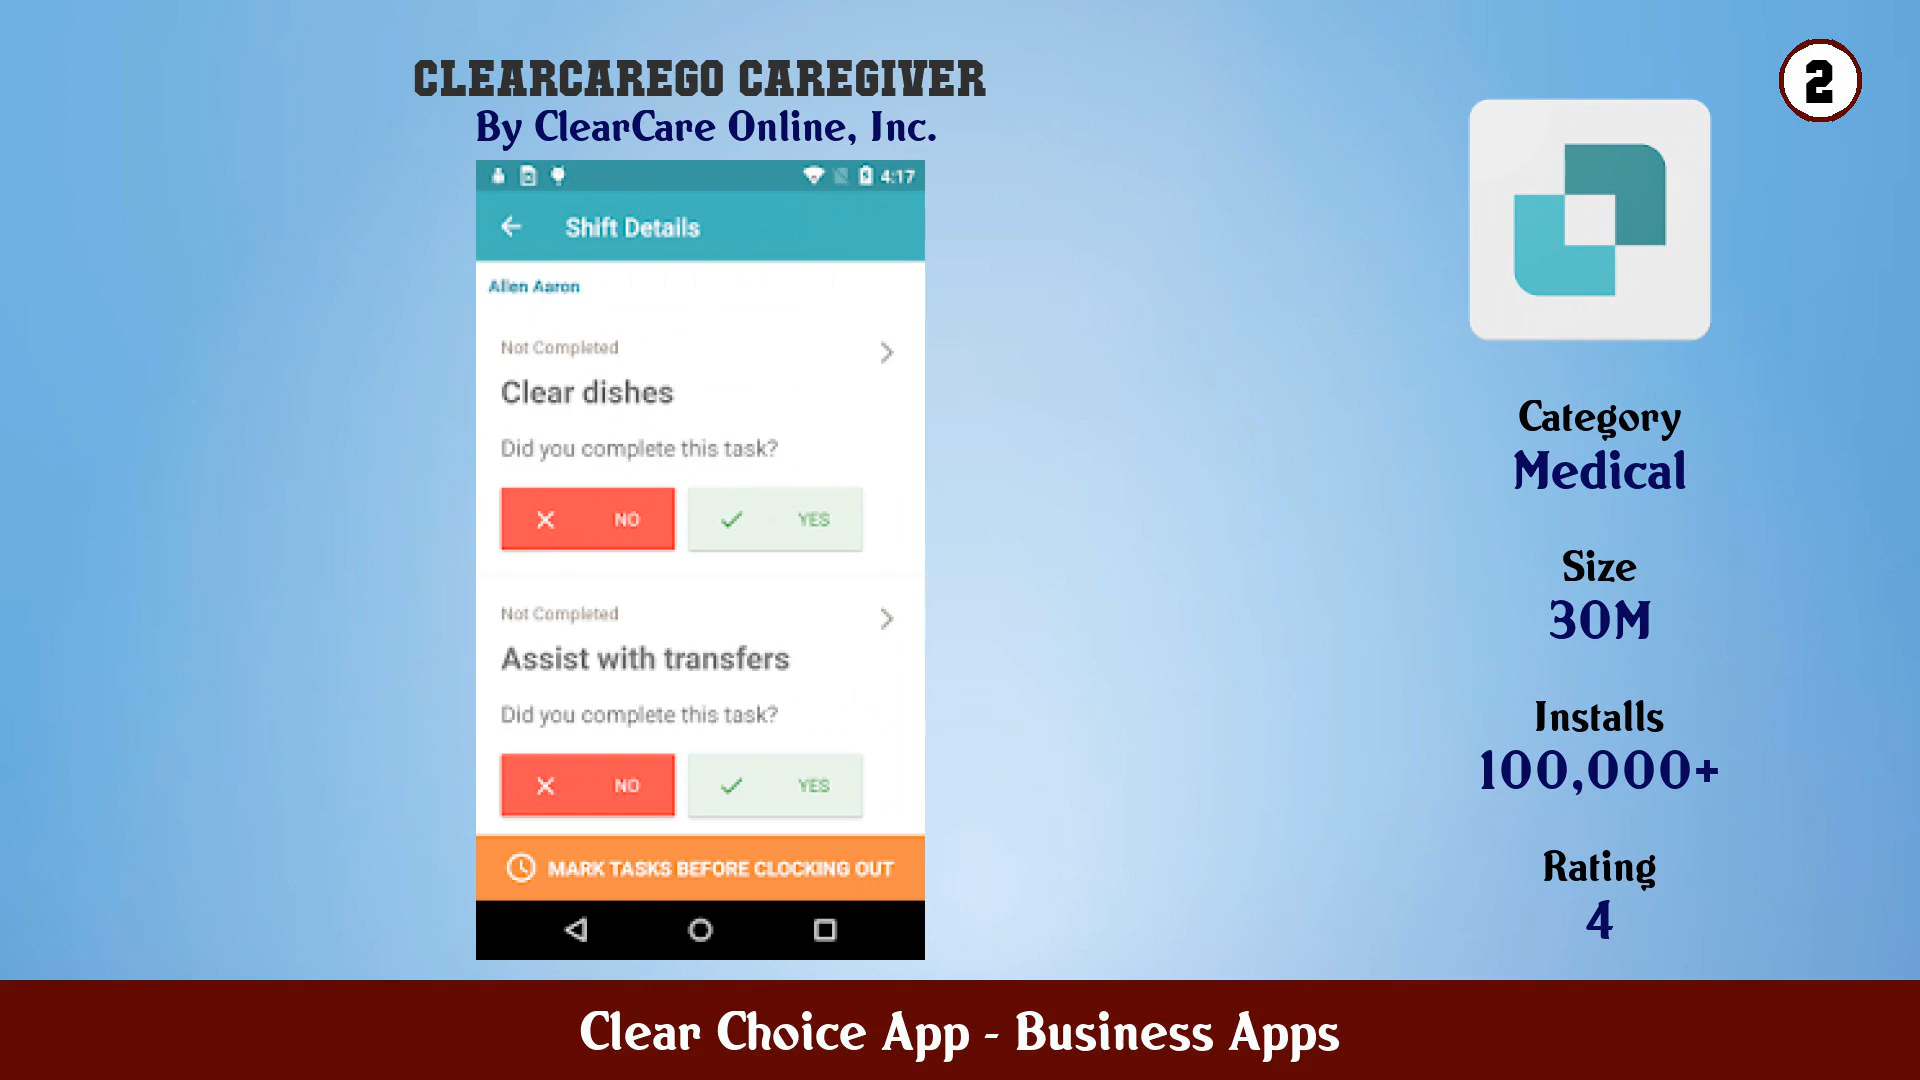 CLEARCAREGO CAREGIVER
By ClearCare Online, Inc.
2
4:17
Shift Details
Allen Aaron
Not Completed
Clear dishes
Did you complete this task?
NO YES
Not Completed
Assist with transfers
Did you complete this task?
NO YES
MARK TASKS BEFORE CLOCKING OUT
Category
Medical
Size
30M
Installs
100,000+
Rating
4
Clear Choice App - Business Apps